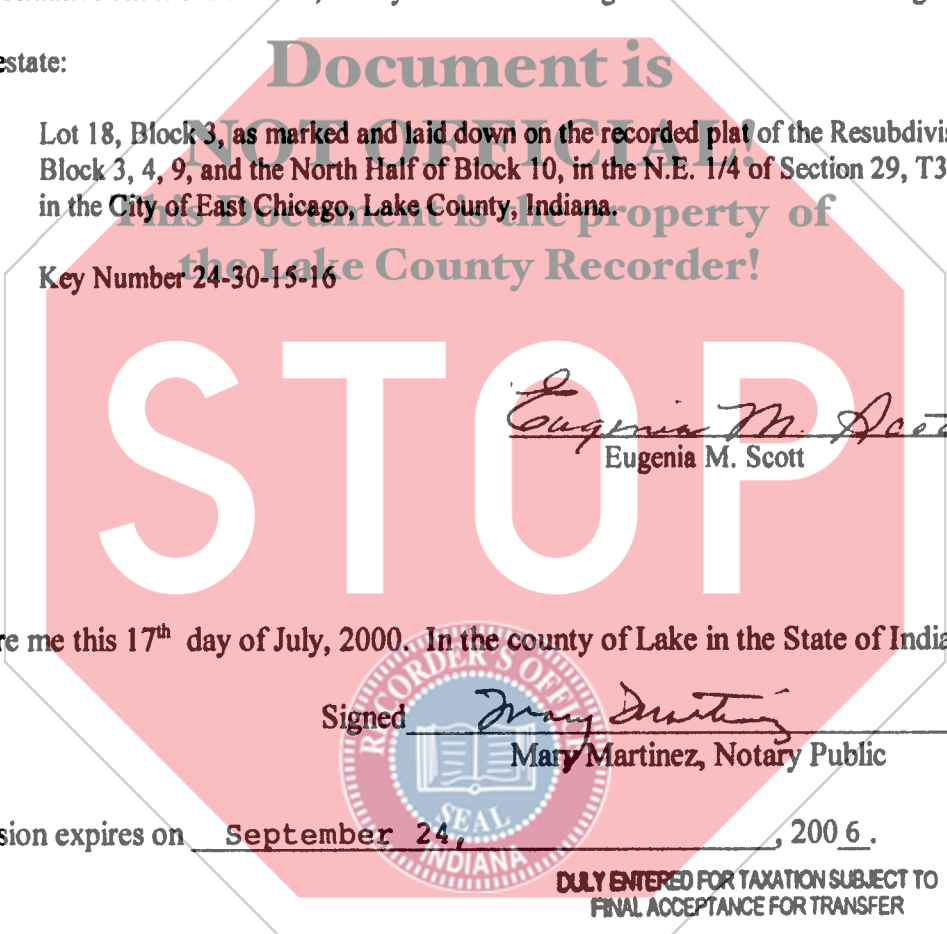 estate:
Document is
NOT OFFICIAL!
This Document is the property of
the Lake County Recorder!
Lot 18, Block 3, as marked and laid down on the recorded plat of the Resubdivis
Block 3, 4, 9, and the North Half of Block 10, in the N.E. 1/4 of Section 29, T3
in the City of East Chicago, Lake County, Indiana.
Key Number 24-30-15-16
STOP
Eugenia M. Scott
Eugenia M. Scott
re me this 17th day of July, 2000. In the county of Lake in the State of India
Signed Mary Martinez
Mary Martinez, Notary Public
RECORDER'S OFFICE
SEAL
INDIANA
sion expires on September 24, , 2006.
DULY ENTERED FOR TAXATION SUBJECT TO
FINAL ACCEPTANCE FOR TRANSFER